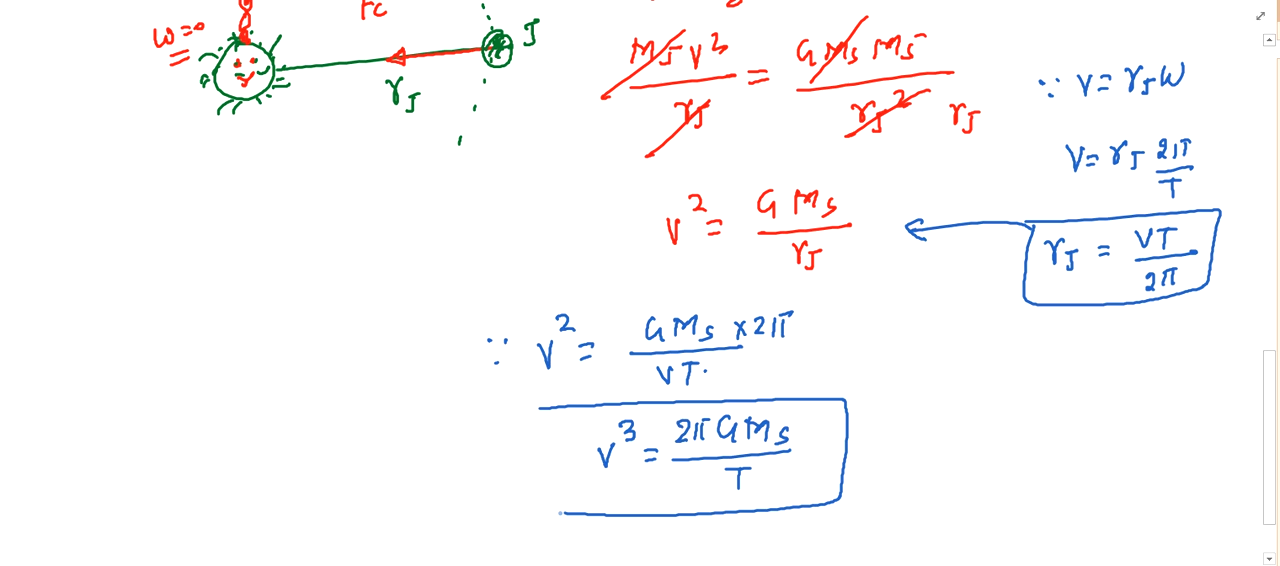 Fc
ω=0
J
r_J
M_J v² / r_J = G M_S M_J / r_J² r_J
∵ v = r_J ω
v = r_J 2π/T
v² = G M_S / r_J
r_J = vT / 2π
∵ v² = G M_S × 2π / vT
v³ = 2π G M_S / T